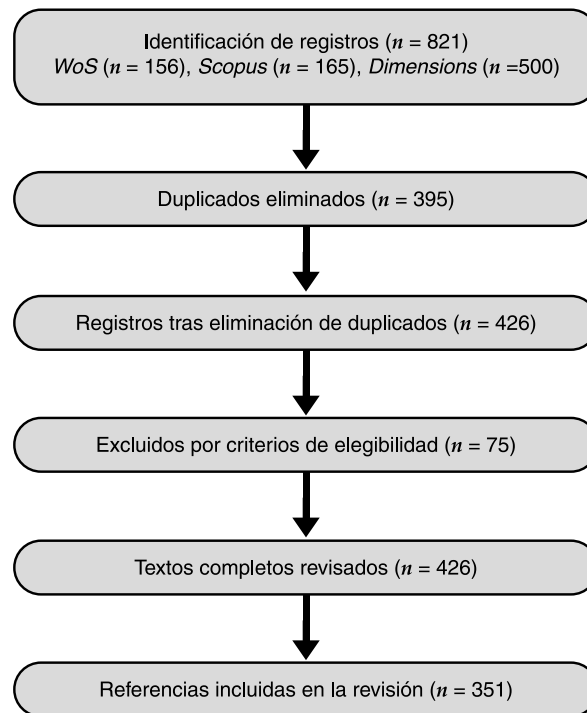 Identificación de registros (n = 821)
WoS (n = 156), Scopus (n = 165), Dimensions (n =500)
Duplicados eliminados (n = 395)
Registros tras eliminación de duplicados (n = 426)
Excluidos por criterios de elegibilidad (n = 75)
Textos completos revisados (n = 426)
Referencias incluidas en la revisión (n = 351)